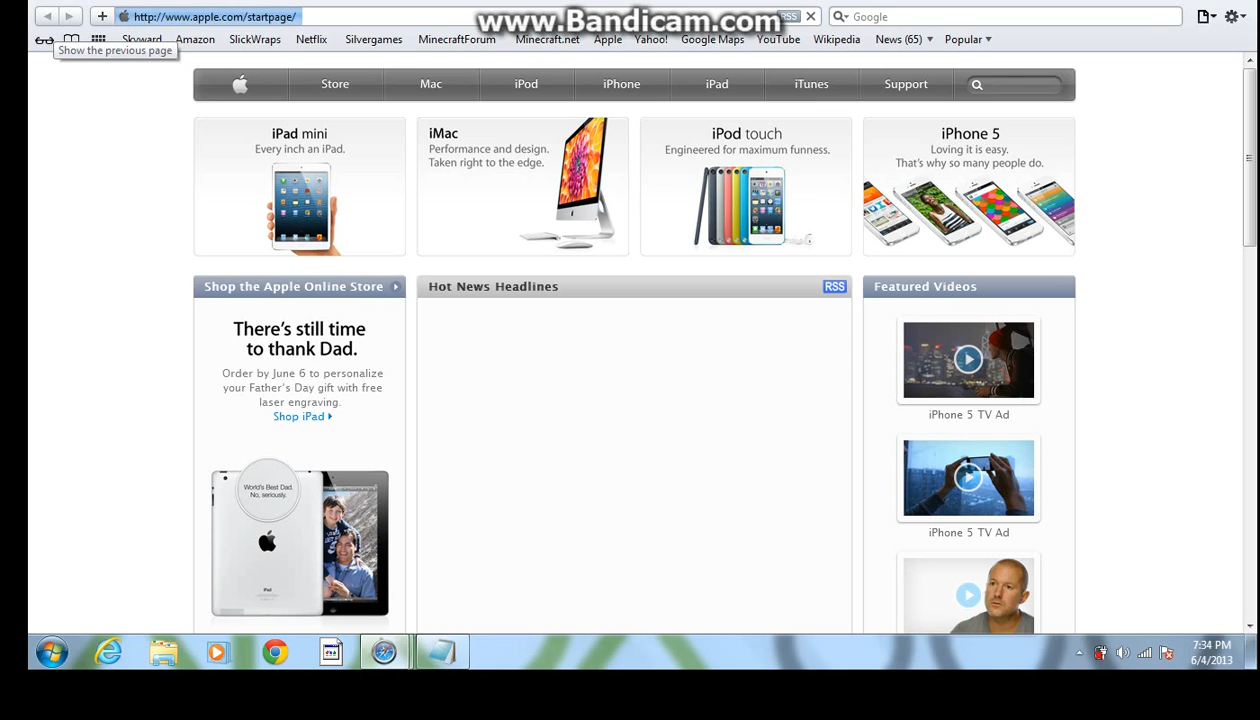 http://www.apple.com/startpage/
RSS
Google
www.Bandicam.com
Skyward
Amazon
SlickWraps
Netflix
Silvergames
MinecraftForum
Minecraft.net
Apple
Yahoo!
Google Maps
YouTube
Wikipedia
News (65)
Popular
Show the previous page
Store
Mac
iPod
iPhone
iPad
iTunes
Support
iPad mini
Every inch an iPad.
iMac
Performance and design.
Taken right to the edge.
iPod touch
Engineered for maximum funness.
iPhone 5
Loving it is easy.
That's why so many people do.
Shop the Apple Online Store
There's still time
to thank Dad.
Order by June 6 to personalize
your Father's Day gift with free
laser engraving.
Shop iPad
World's Best Dad.
No, seriously.
iPad
Hot News Headlines
RSS
Featured Videos
iPhone 5 TV Ad
iPhone 5 TV Ad
7:34 PM
6/4/2013